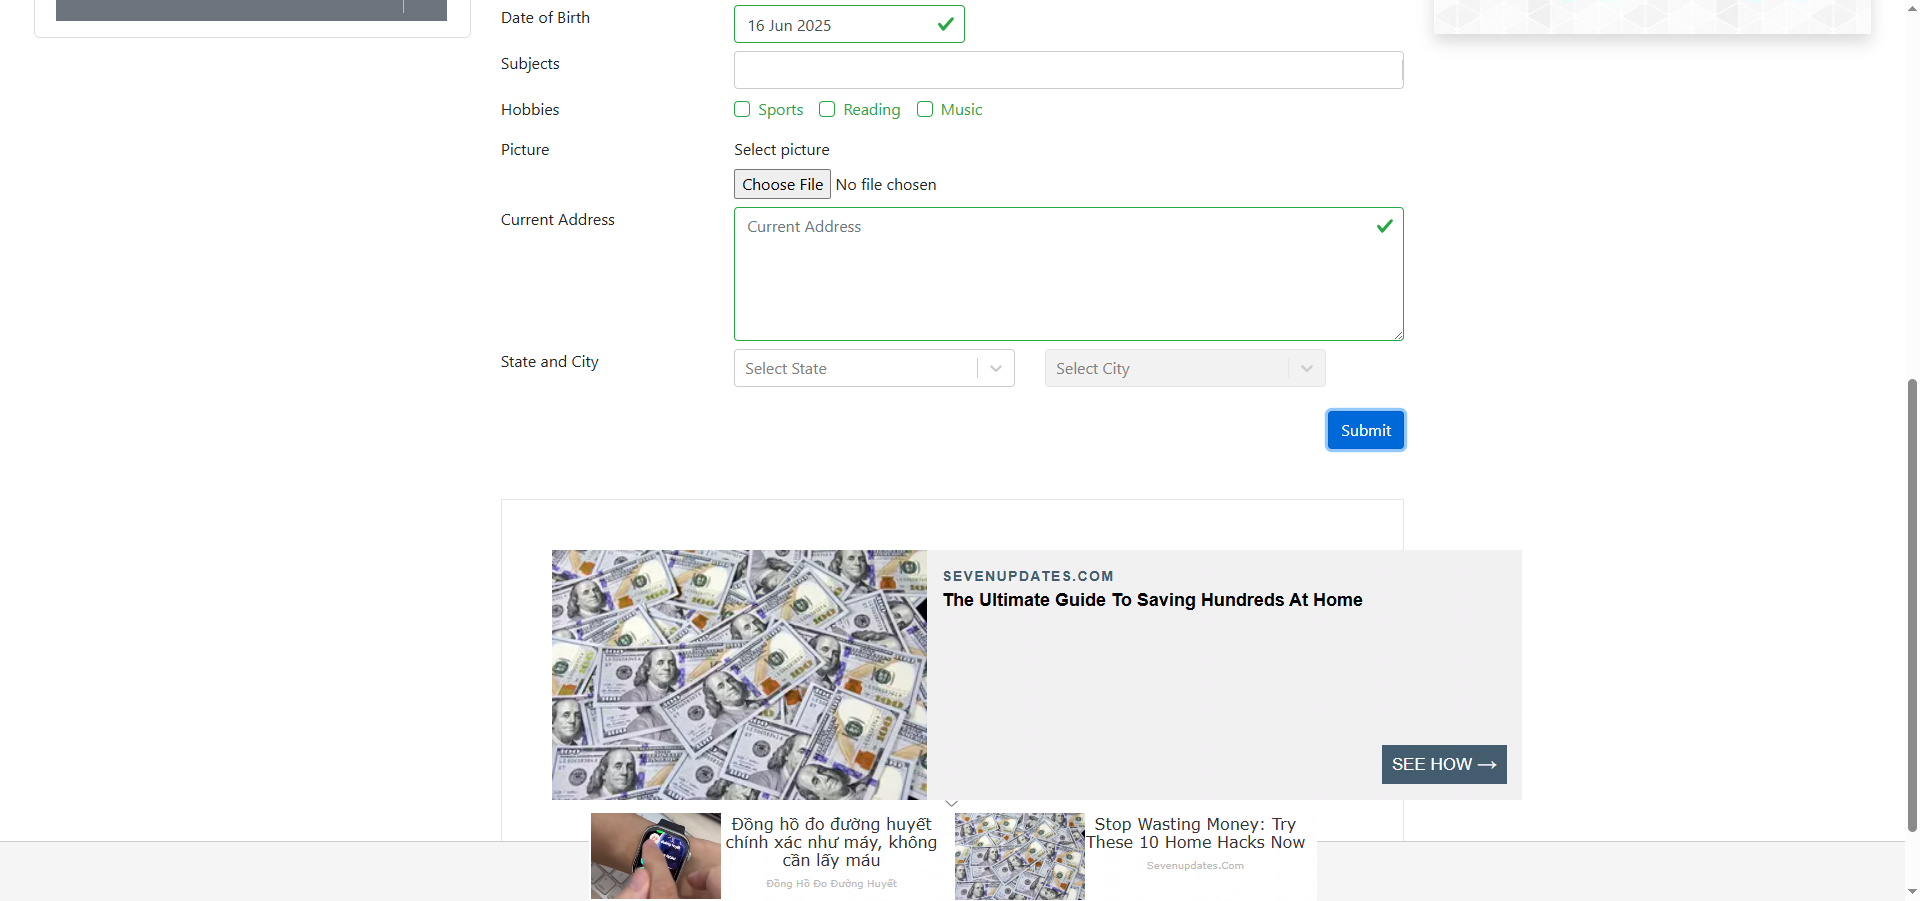 Date of Birth
16 Jun 2025
Subjects
Hobbies
Sports Reading Music
Picture
Select picture
Choose File No file chosen
Current Address
Current Address
State and City
Select State
Select City
Submit
SEVENUPDATES.COM
The Ultimate Guide To Saving Hundreds At Home
SEE HOW →
Đồng hồ đo đường huyết
chính xác như máy, không
cần lấy máu
Đồng Hồ Đo Đường Huyết
Stop Wasting Money: Try
These 10 Home Hacks Now
Sevenupdates.Com